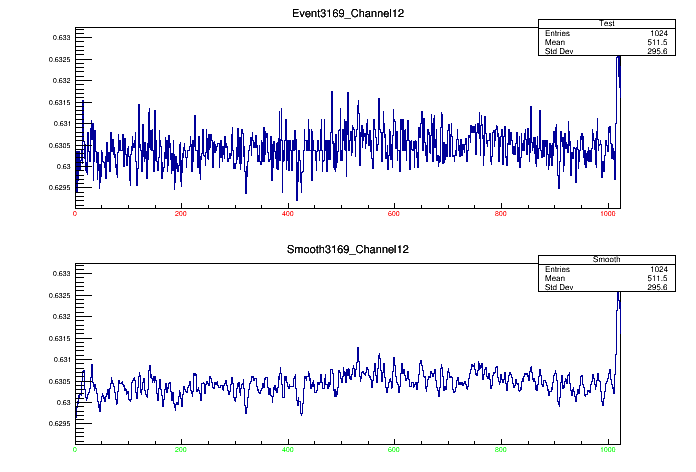 Event3169_Channel12
Test
Entries 1024
Mean 511.5
Std Dev 295.6
0.633
0.6325
0.632
0.6315
0.631
0.6305
0.63
0.6295
0 200 400 600 800 1000
Smooth3169_Channel12
Smooth
Entries 1024
Mean 511.5
Std Dev 295.6
0.633
0.6325
0.632
0.6315
0.631
0.6305
0.63
0.6295
0 200 400 600 800 1000